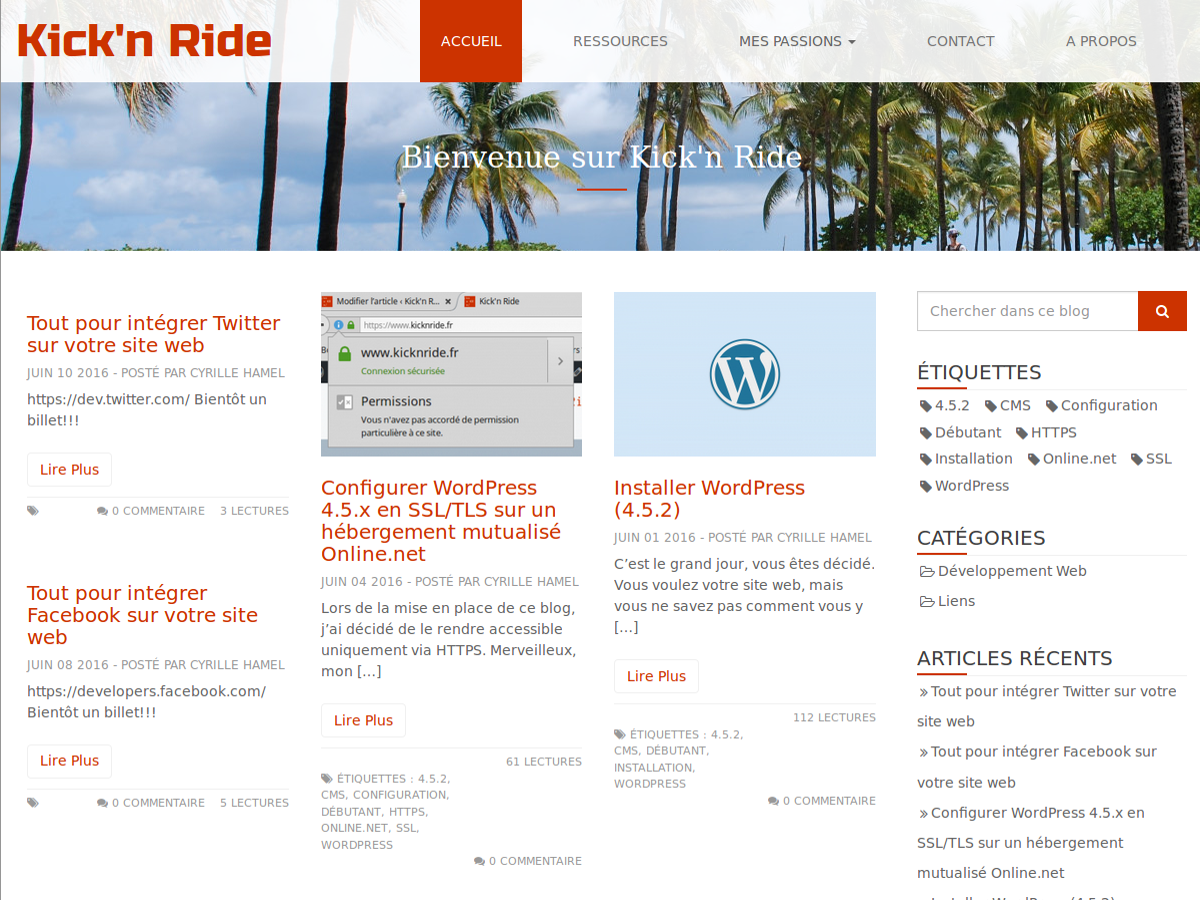 Kick'n Ride
ACCUEIL
RESSOURCES
MES PASSIONS
CONTACT
A PROPOS
Bienvenue sur Kick'n Ride
Tout pour intégrer Twitter
sur votre site web
JUIN 10 2016 - POSTÉ PAR CYRILLE HAMEL
https://dev.twitter.com/ Bientôt un
billet!!!
Lire Plus
0 COMMENTAIRE 3 LECTURES
Tout pour intégrer
Facebook sur votre site
web
JUIN 08 2016 - POSTÉ PAR CYRILLE HAMEL
https://developers.facebook.com/
Bientôt un billet!!!
Lire Plus
0 COMMENTAIRE 5 LECTURES
Modifier l'article ‹ Kick'n R... × Kick'n Ride
https://www.kicknride.fr
www.kicknride.fr
Connexion sécurisée
Permissions
Vous n'avez pas accordé de permission
particulière à ce site.
Configurer WordPress
4.5.x en SSL/TLS sur un
hébergement mutualisé
Online.net
JUIN 04 2016 - POSTÉ PAR CYRILLE HAMEL
Lors de la mise en place de ce blog,
j’ai décidé de le rendre accessible
uniquement via HTTPS. Merveilleux,
mon [...]
Lire Plus
61 LECTURES
ÉTIQUETTES : 4.5.2,
CMS, CONFIGURATION,
DÉBUTANT, HTTPS,
ONLINE.NET, SSL,
WORDPRESS
0 COMMENTAIRE
Installer WordPress
(4.5.2)
JUIN 01 2016 - POSTÉ PAR CYRILLE HAMEL
C’est le grand jour, vous êtes décidé.
Vous voulez votre site web, mais
vous ne savez pas comment vous y
[...]
Lire Plus
112 LECTURES
ÉTIQUETTES : 4.5.2,
CMS, DÉBUTANT,
INSTALLATION,
WORDPRESS
0 COMMENTAIRE
Chercher dans ce blog
ÉTIQUETTES
4.5.2 CMS Configuration
Débutant HTTPS
Installation Online.net SSL
WordPress
CATÉGORIES
Développement Web
Liens
ARTICLES RÉCENTS
» Tout pour intégrer Twitter sur votre
site web
» Tout pour intégrer Facebook sur
votre site web
» Configurer WordPress 4.5.x en
SSL/TLS sur un hébergement
mutualisé Online.net
» Installer WordPress (4.5.2)